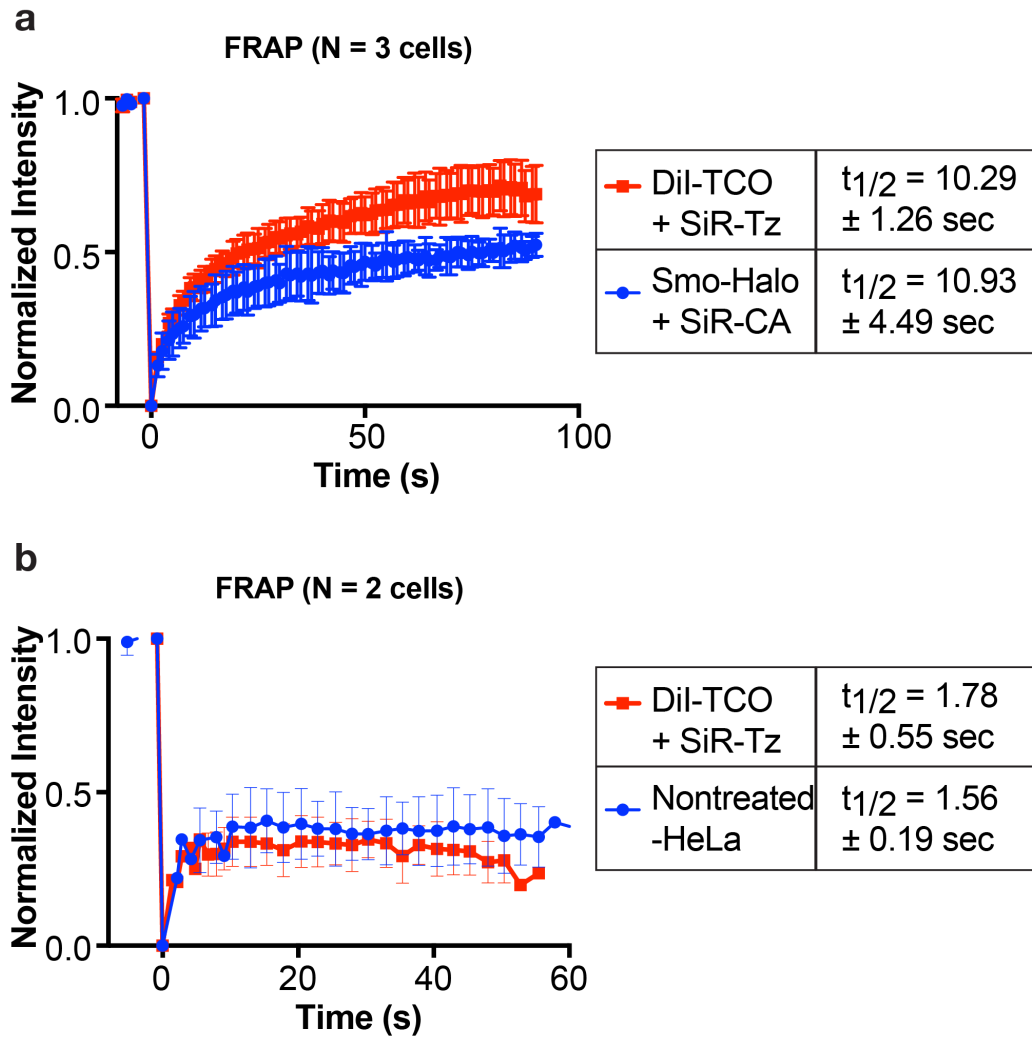 a
FRAP (N = 3 cells)
Normalized Intensity
1.0
0.5
0.0
0
50
100
Time (s)
DiI-TCO
+ SiR-Tz
t1/2 = 10.29
± 1.26 sec
Smo-Halo
+ SiR-CA
t1/2 = 10.93
± 4.49 sec
b
FRAP (N = 2 cells)
Normalized Intensity
1.0
0.5
0.0
0
20
40
60
Time (s)
DiI-TCO
+ SiR-Tz
t1/2 = 1.78
± 0.55 sec
Nontreated
-HeLa
t1/2 = 1.56
± 0.19 sec